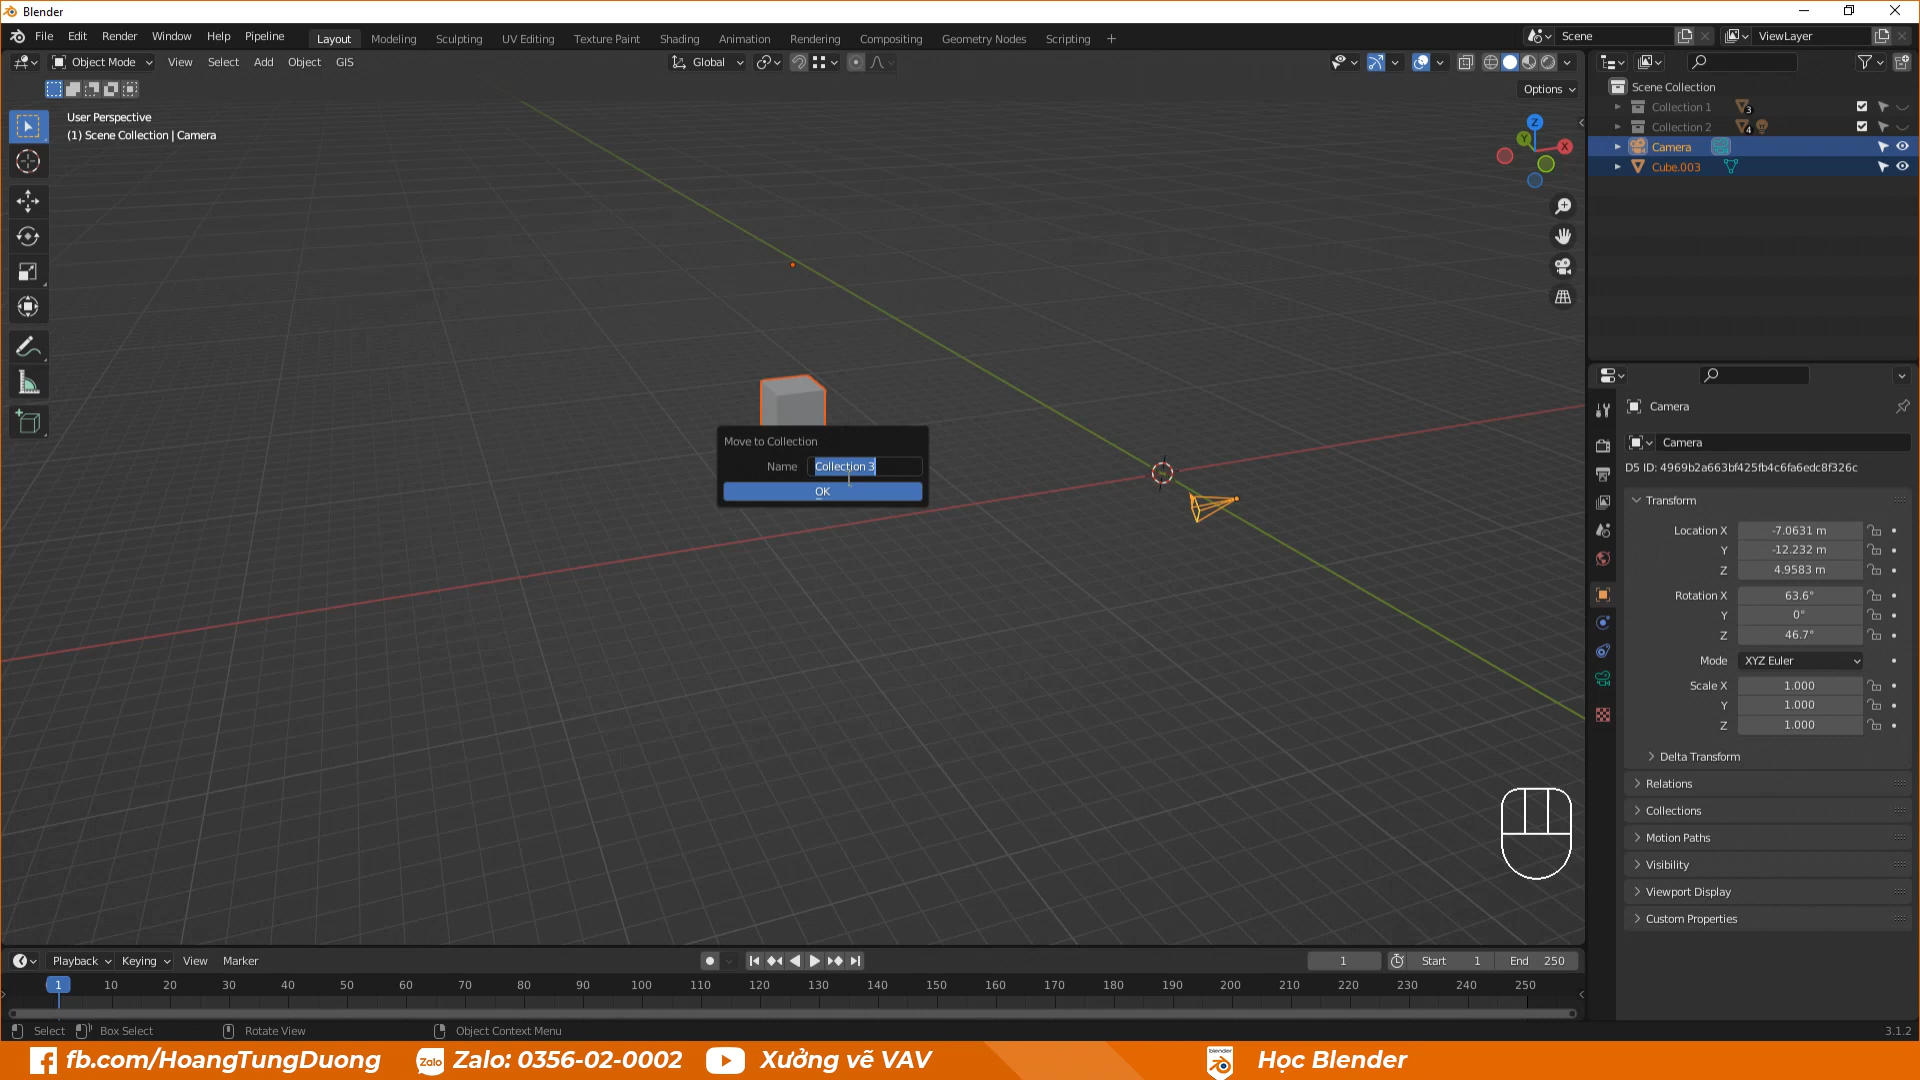 Blender
File Edit Render Window Help Pipeline Layout Modeling Sculpting UV Editing Texture Paint Shading Animation Rendering Compositing Geometry Nodes Scripting + Scene ViewLayer
Object Mode View Select Add Object GIS Global
Options
User Perspective
(1) Scene Collection | Camera
Z
Y
X
Scene Collection
Collection 1 3
Collection 2 4
Camera
Cube.003
Move to Collection
Name Collection 3
OK
Camera
Camera
D5 ID: 4969b2a663bf425fb4c6fa6edc8f326c
Transform
Location X -7.0631 m
Y -12.232 m
Z 4.9583 m
Rotation X 63.6°
Y 0°
Z 46.7°
Mode XYZ Euler
Scale X 1.000
Y 1.000
Z 1.000
Delta Transform
Relations
Collections
Motion Paths
Visibility
Viewport Display
Custom Properties
Playback Keying View Marker 1 Start 1 End 250
1 10 20 30 40 50 60 70 80 90 100 110 120 130 140 150 160 170 180 190 200 210 220 230 240 250
Select Box Select Rotate View Object Context Menu 3.1.2
fb.com/HoangTungDuong Zalo Zalo: 0356-02-0002 Xưởng vẽ VAV blender Học Blender